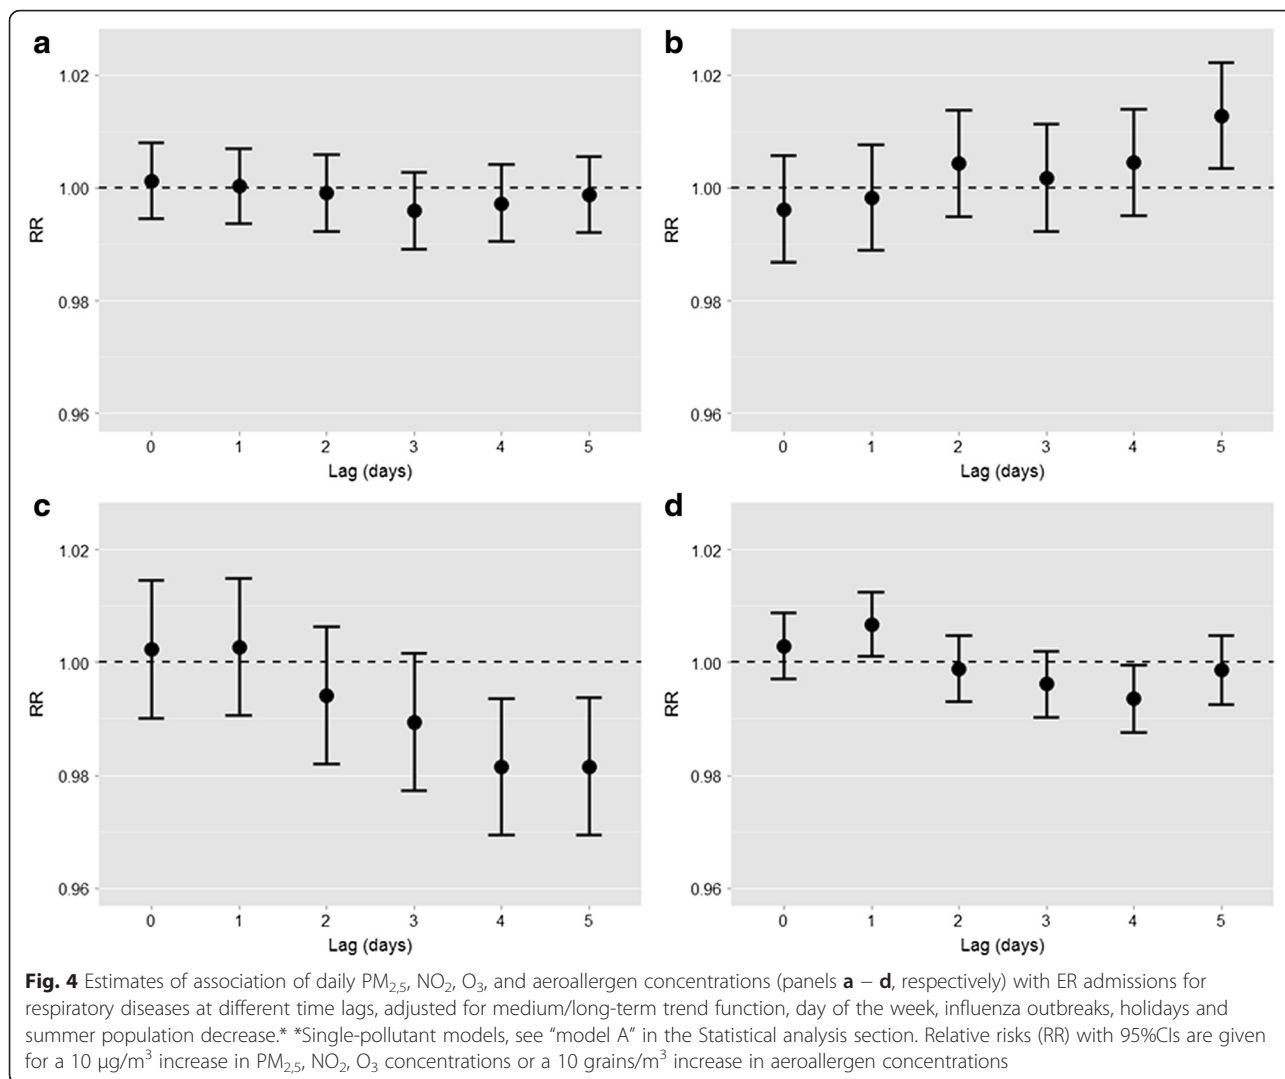 a
1.02
1.00
0.98
0.96
RR
0 1 2 3 4 5
Lag (days)
b
1.02
1.00
0.98
0.96
RR
0 1 2 3 4 5
Lag (days)
c
1.02
1.00
0.98
0.96
RR
0 1 2 3 4 5
Lag (days)
d
1.02
1.00
0.98
0.96
RR
0 1 2 3 4 5
Lag (days)
Fig. 4 Estimates of association of daily PM2,5, NO2, O3, and aeroallergen concentrations (panels a – d, respectively) with ER admissions for
respiratory diseases at different time lags, adjusted for medium/long-term trend function, day of the week, influenza outbreaks, holidays and
summer population decrease.* *Single-pollutant models, see “model A” in the Statistical analysis section. Relative risks (RR) with 95%CIs are given
for a 10 μg/m³ increase in PM2,5, NO2, O3 concentrations or a 10 grains/m³ increase in aeroallergen concentrations